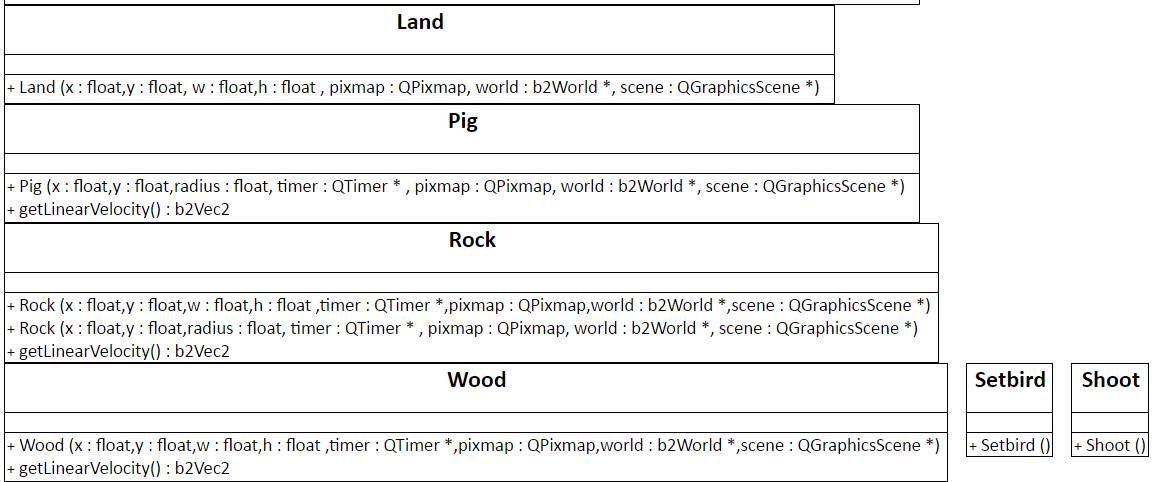 Land
+ Land (x : float,y : float, w : float,h : float , pixmap : QPixmap, world : b2World *, scene : QGraphicsScene *)
Pig
+ Pig (x : float,y : float,radius : float, timer : QTimer * , pixmap : QPixmap, world : b2World *, scene : QGraphicsScene *)
+ getLinearVelocity() : b2Vec2
Rock
+ Rock (x : float,y : float,w : float,h : float ,timer : QTimer *,pixmap : QPixmap,world : b2World *,scene : QGraphicsScene *)
+ Rock (x : float,y : float,radius : float, timer : QTimer * , pixmap : QPixmap, world : b2World *, scene : QGraphicsScene *)
+ getLinearVelocity() : b2Vec2
Wood
+ Wood (x : float,y : float,w : float,h : float ,timer : QTimer *,pixmap : QPixmap,world : b2World *,scene : QGraphicsScene *)
+ getLinearVelocity() : b2Vec2
Setbird
+ Setbird ()
Shoot
+ Shoot ()